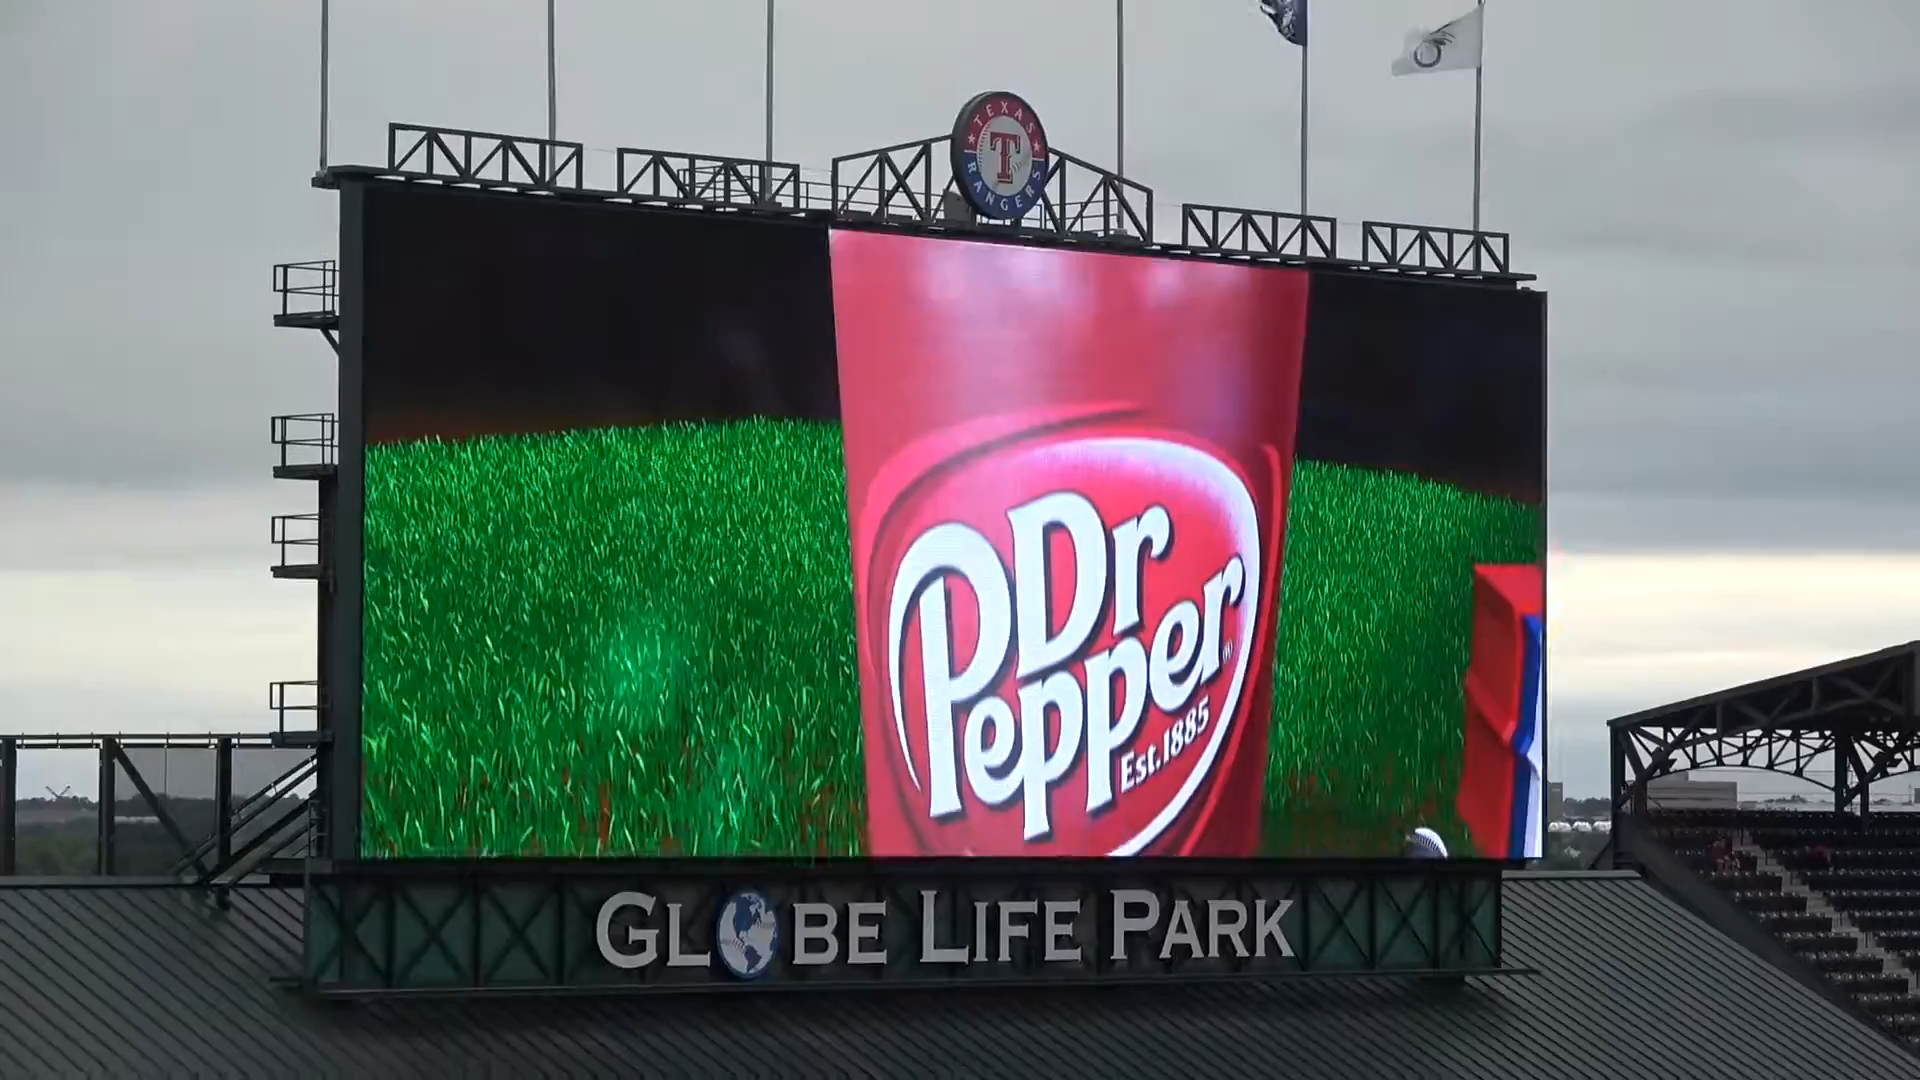 TEXAS
T
RANGERS
Dr
Pepper®
Est. 1885
GLOBE LIFE PARK